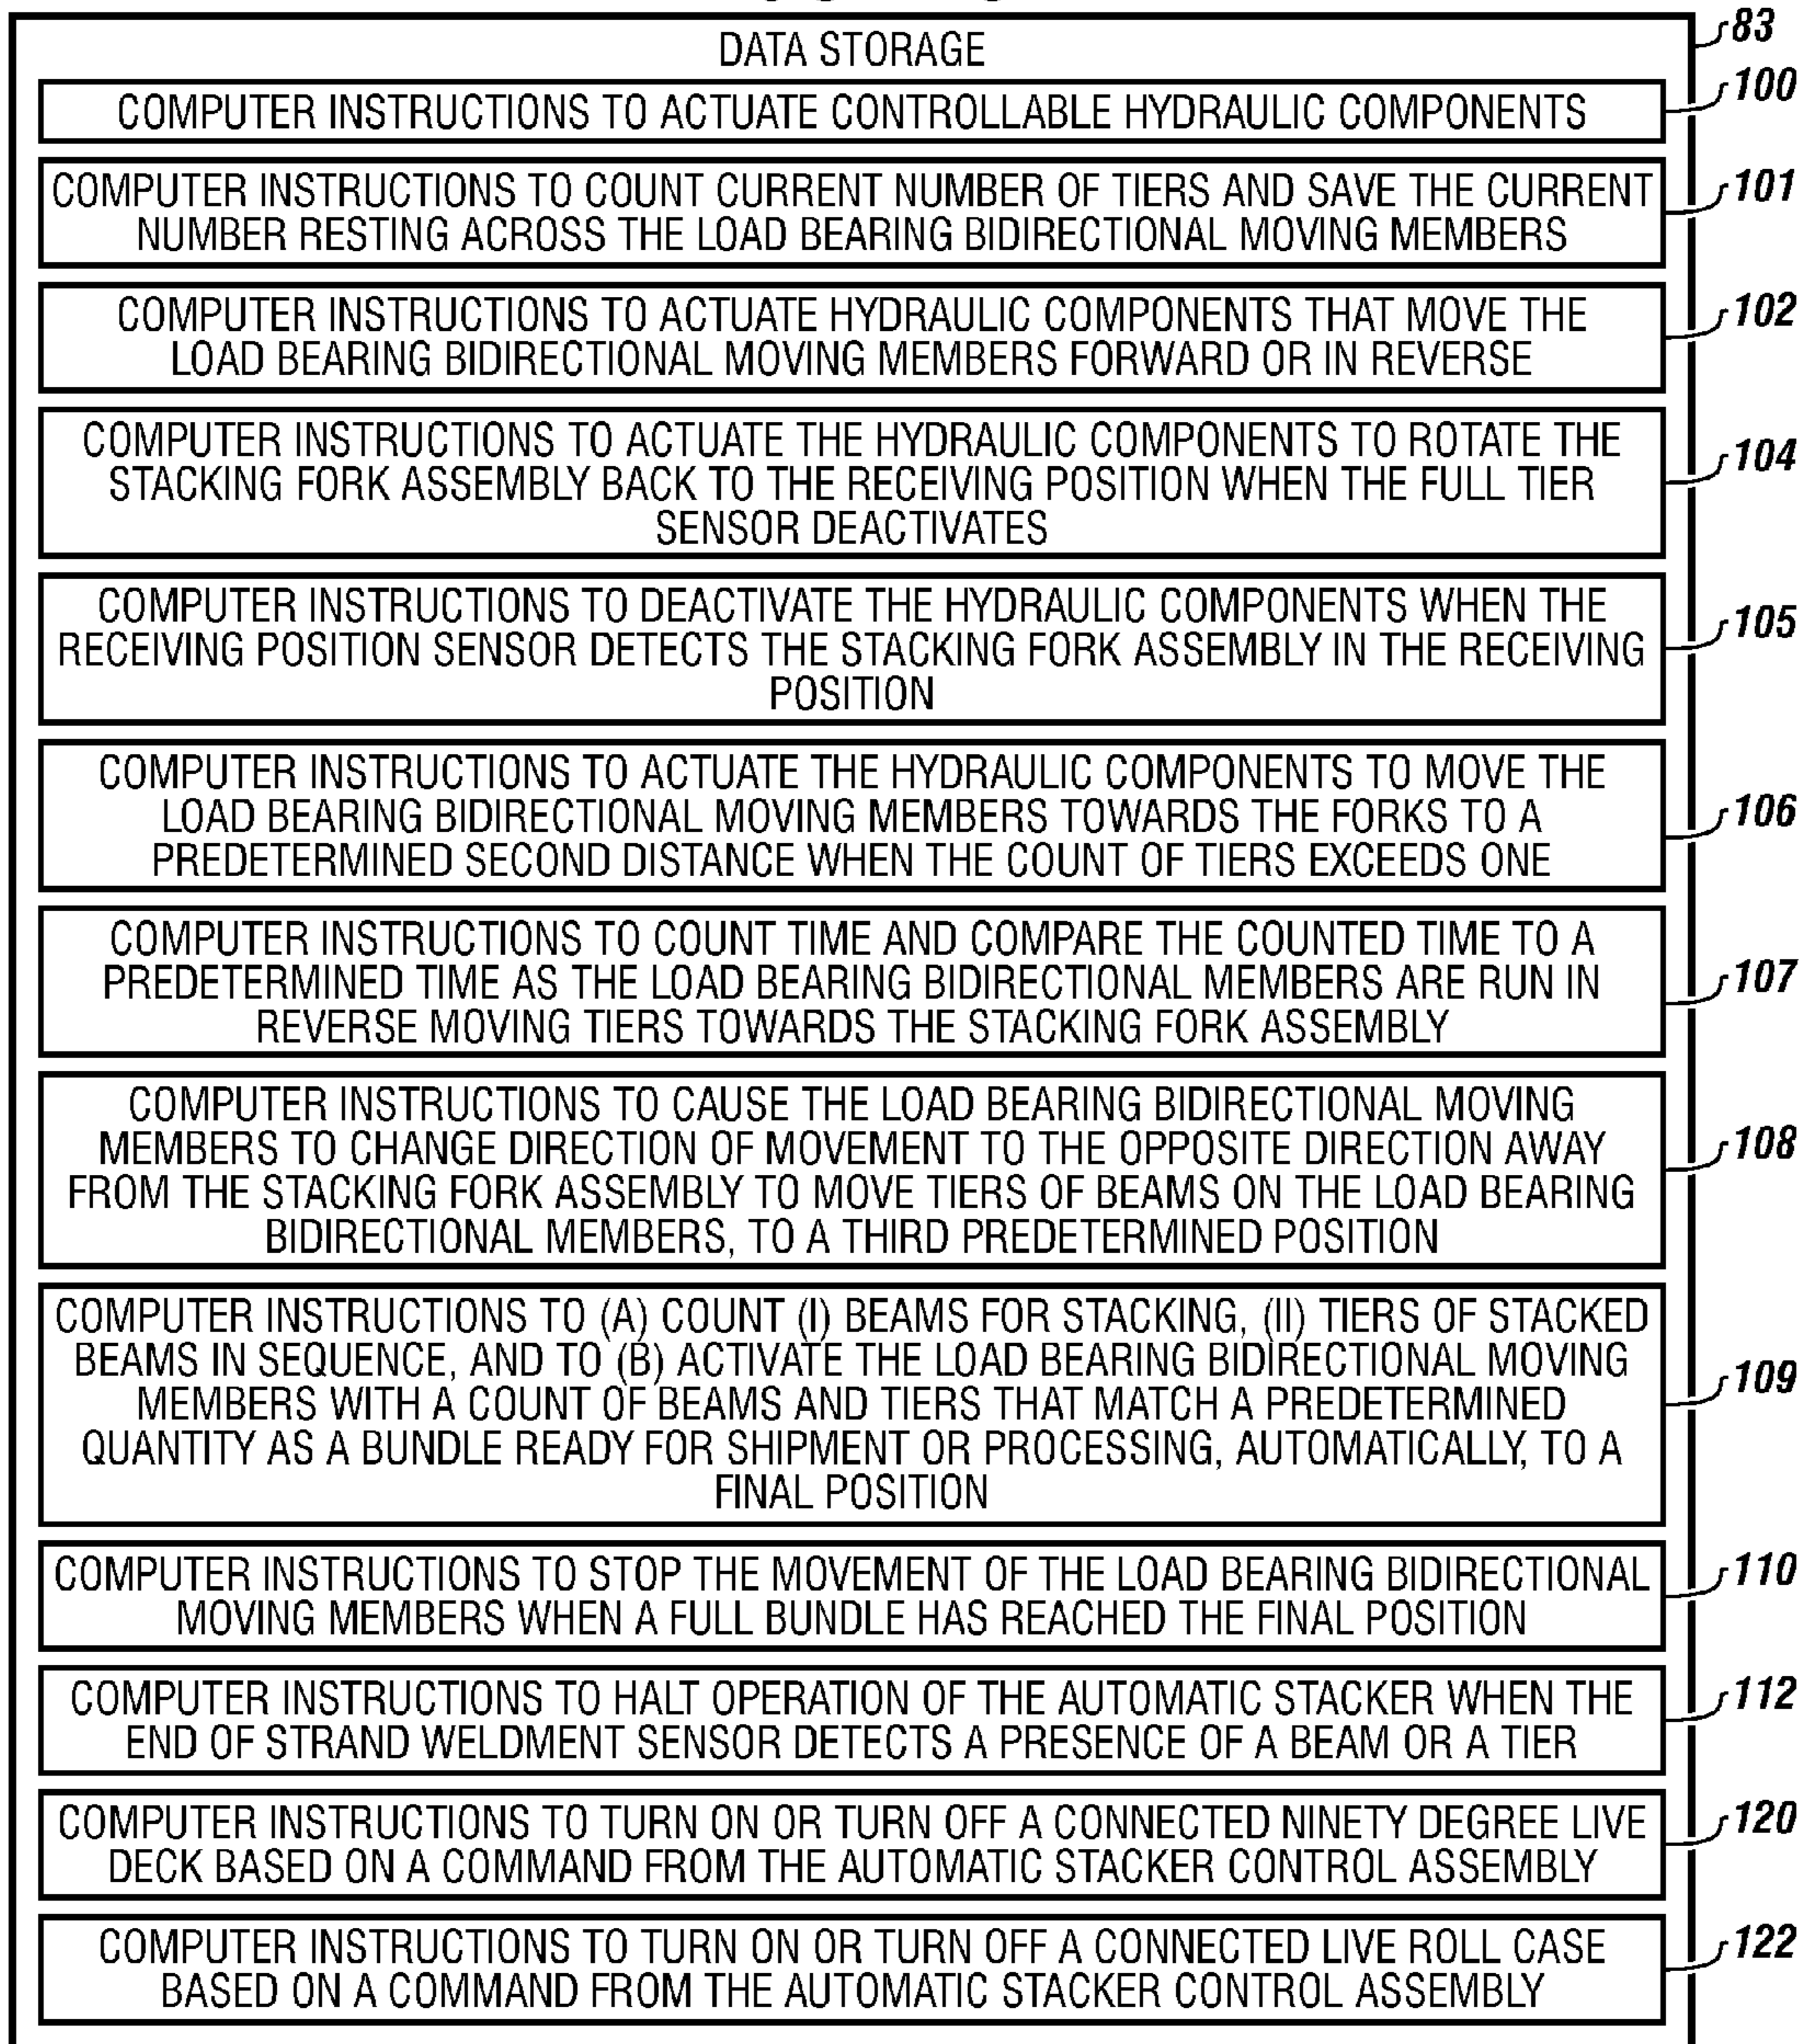 DATA STORAGE
83
COMPUTER INSTRUCTIONS TO ACTUATE CONTROLLABLE HYDRAULIC COMPONENTS
100
COMPUTER INSTRUCTIONS TO COUNT CURRENT NUMBER OF TIERS AND SAVE THE CURRENT
NUMBER RESTING ACROSS THE LOAD BEARING BIDIRECTIONAL MOVING MEMBERS
101
COMPUTER INSTRUCTIONS TO ACTUATE HYDRAULIC COMPONENTS THAT MOVE THE
LOAD BEARING BIDIRECTIONAL MOVING MEMBERS FORWARD OR IN REVERSE
102
COMPUTER INSTRUCTIONS TO ACTUATE THE HYDRAULIC COMPONENTS TO ROTATE THE
STACKING FORK ASSEMBLY BACK TO THE RECEIVING POSITION WHEN THE FULL TIER
SENSOR DEACTIVATES
104
COMPUTER INSTRUCTIONS TO DEACTIVATE THE HYDRAULIC COMPONENTS WHEN THE
RECEIVING POSITION SENSOR DETECTS THE STACKING FORK ASSEMBLY IN THE RECEIVING
POSITION
105
COMPUTER INSTRUCTIONS TO ACTUATE THE HYDRAULIC COMPONENTS TO MOVE THE
LOAD BEARING BIDIRECTIONAL MOVING MEMBERS TOWARDS THE FORKS TO A
PREDETERMINED SECOND DISTANCE WHEN THE COUNT OF TIERS EXCEEDS ONE
106
COMPUTER INSTRUCTIONS TO COUNT TIME AND COMPARE THE COUNTED TIME TO A
PREDETERMINED TIME AS THE LOAD BEARING BIDIRECTIONAL MEMBERS ARE RUN IN
REVERSE MOVING TIERS TOWARDS THE STACKING FORK ASSEMBLY
107
COMPUTER INSTRUCTIONS TO CAUSE THE LOAD BEARING BIDIRECTIONAL MOVING
MEMBERS TO CHANGE DIRECTION OF MOVEMENT TO THE OPPOSITE DIRECTION AWAY
FROM THE STACKING FORK ASSEMBLY TO MOVE TIERS OF BEAMS ON THE LOAD BEARING
BIDIRECTIONAL MEMBERS, TO A THIRD PREDETERMINED POSITION
108
COMPUTER INSTRUCTIONS TO (A) COUNT (I) BEAMS FOR STACKING, (II) TIERS OF STACKED
BEAMS IN SEQUENCE, AND TO (B) ACTIVATE THE LOAD BEARING BIDIRECTIONAL MOVING
MEMBERS WITH A COUNT OF BEAMS AND TIERS THAT MATCH A PREDETERMINED
QUANTITY AS A BUNDLE READY FOR SHIPMENT OR PROCESSING, AUTOMATICALLY, TO A
FINAL POSITION
109
COMPUTER INSTRUCTIONS TO STOP THE MOVEMENT OF THE LOAD BEARING BIDIRECTIONAL
MOVING MEMBERS WHEN A FULL BUNDLE HAS REACHED THE FINAL POSITION
110
COMPUTER INSTRUCTIONS TO HALT OPERATION OF THE AUTOMATIC STACKER WHEN THE
END OF STRAND WELDMENT SENSOR DETECTS A PRESENCE OF A BEAM OR A TIER
112
COMPUTER INSTRUCTIONS TO TURN ON OR TURN OFF A CONNECTED NINETY DEGREE LIVE
DECK BASED ON A COMMAND FROM THE AUTOMATIC STACKER CONTROL ASSEMBLY
120
COMPUTER INSTRUCTIONS TO TURN ON OR TURN OFF A CONNECTED LIVE ROLL CASE
BASED ON A COMMAND FROM THE AUTOMATIC STACKER CONTROL ASSEMBLY
122